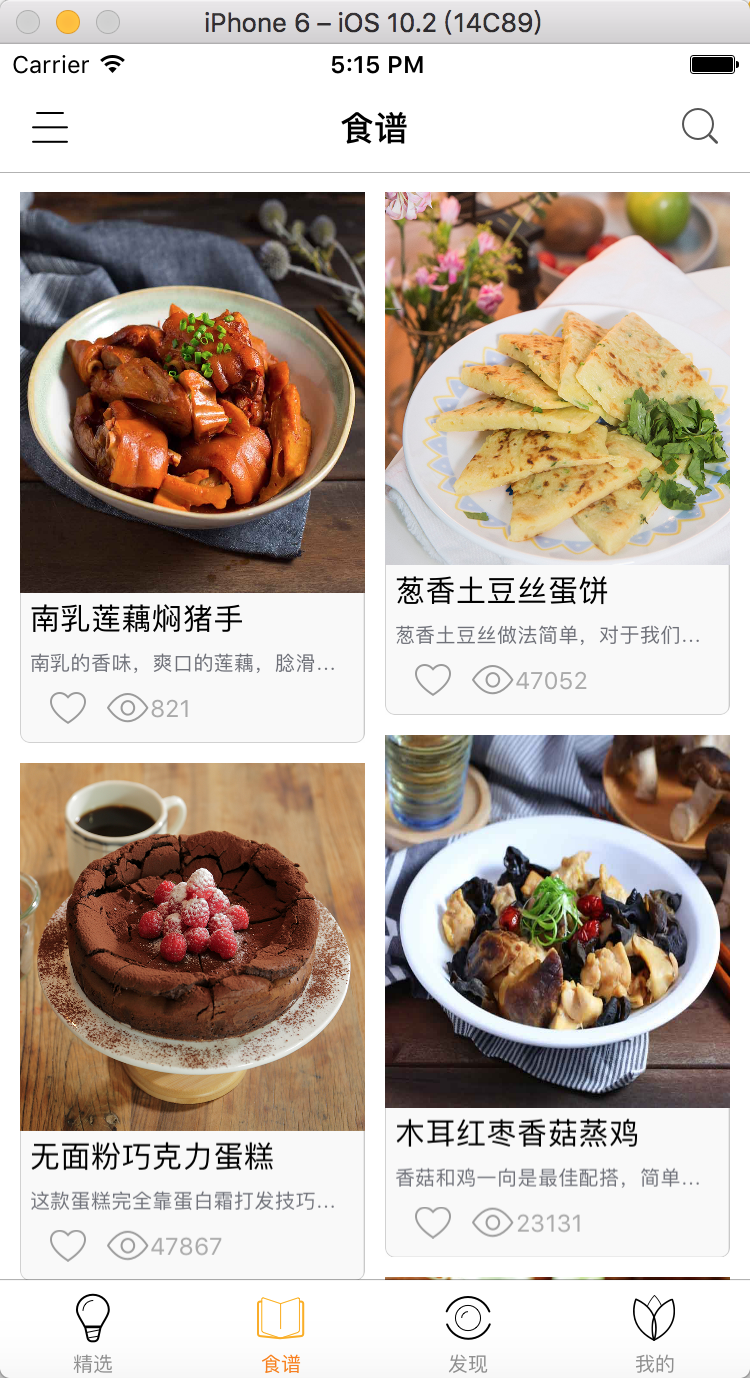 iPhone 6 – iOS 10.2 (14C89)
Carrier 5:15 PM
食谱
南乳莲藕焖猪手
南乳的香味，爽口的莲藕，脸滑...
821
葱香土豆丝蛋饼
葱香土豆丝做法简单，对于我们...
47052
无面粉巧克力蛋糕
这款蛋糕完全靠蛋白霜打发技巧...
47867
木耳红枣香菇蒸鸡
香菇和鸡一向是最佳配搭，简单...
23131
精选 食谱 发现 我的